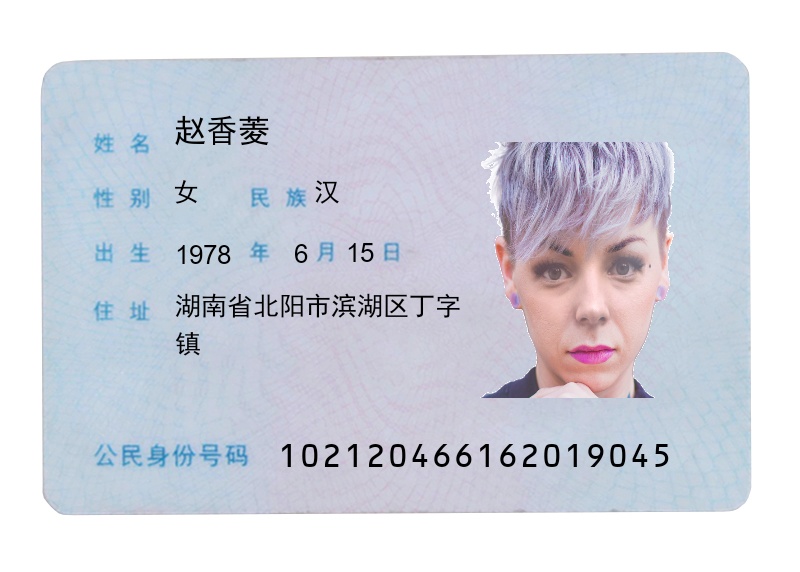 姓名 赵香菱
性别 女 民族 汉
出生 1978 年 6 月 15 日
住址 湖南省北阳市滨湖区丁字
镇
公民身份号码 102120466162019045